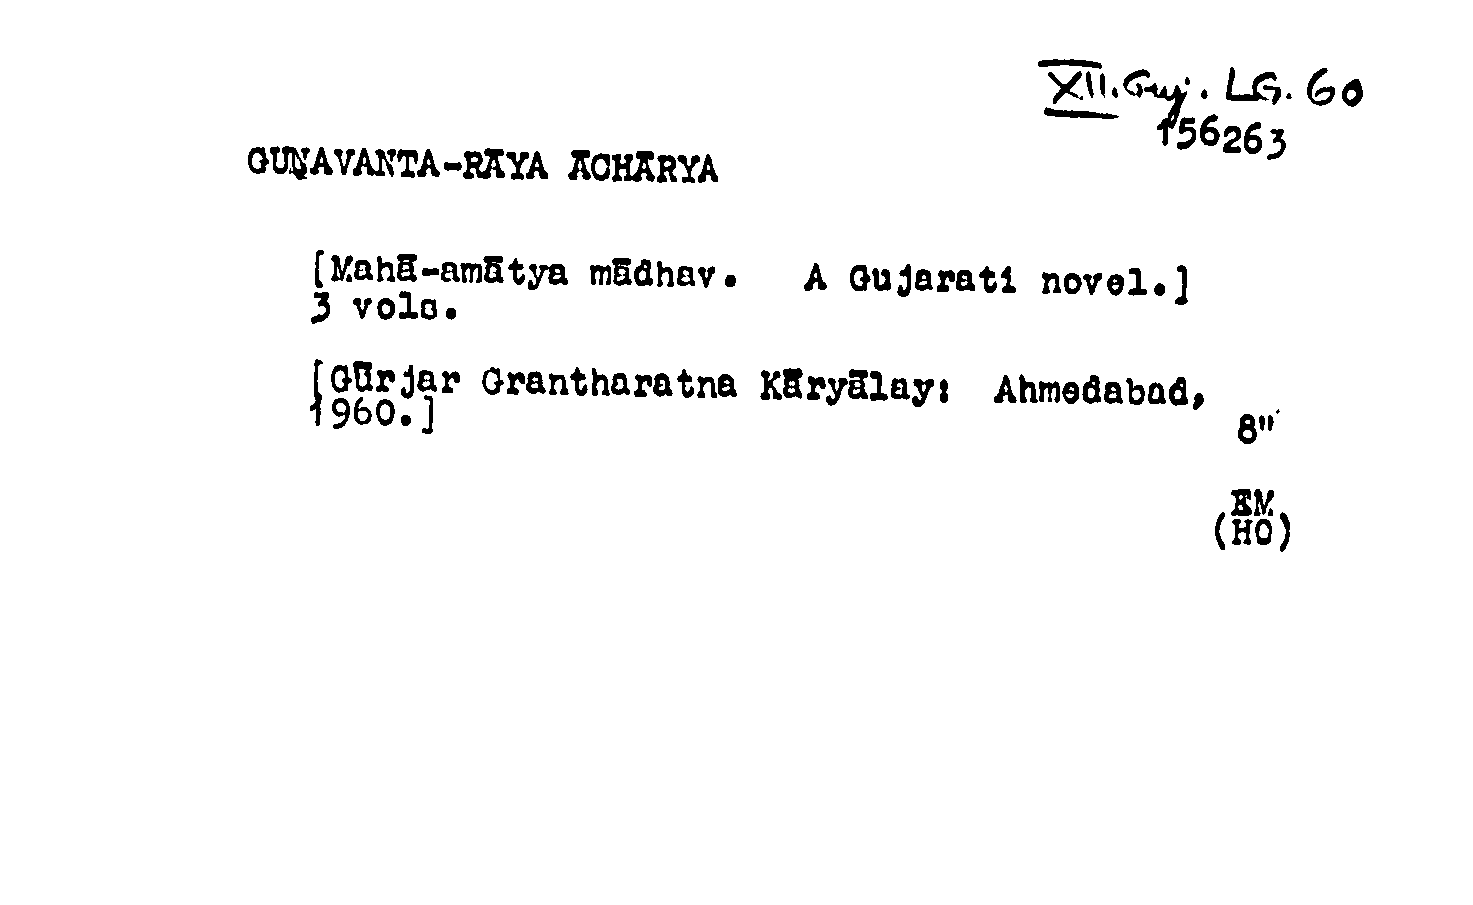 XII. Guj. LG. 60
156263
GUṆAVANTA-RĀYA ĀCHĀRYA
[Mahā-amātya mādhav. A Gujarati novel.]
3 vols.
[Gūrjar Grantharatna Kāryālay: Ahmedabad,
1960.]
8"
EM
(HO)